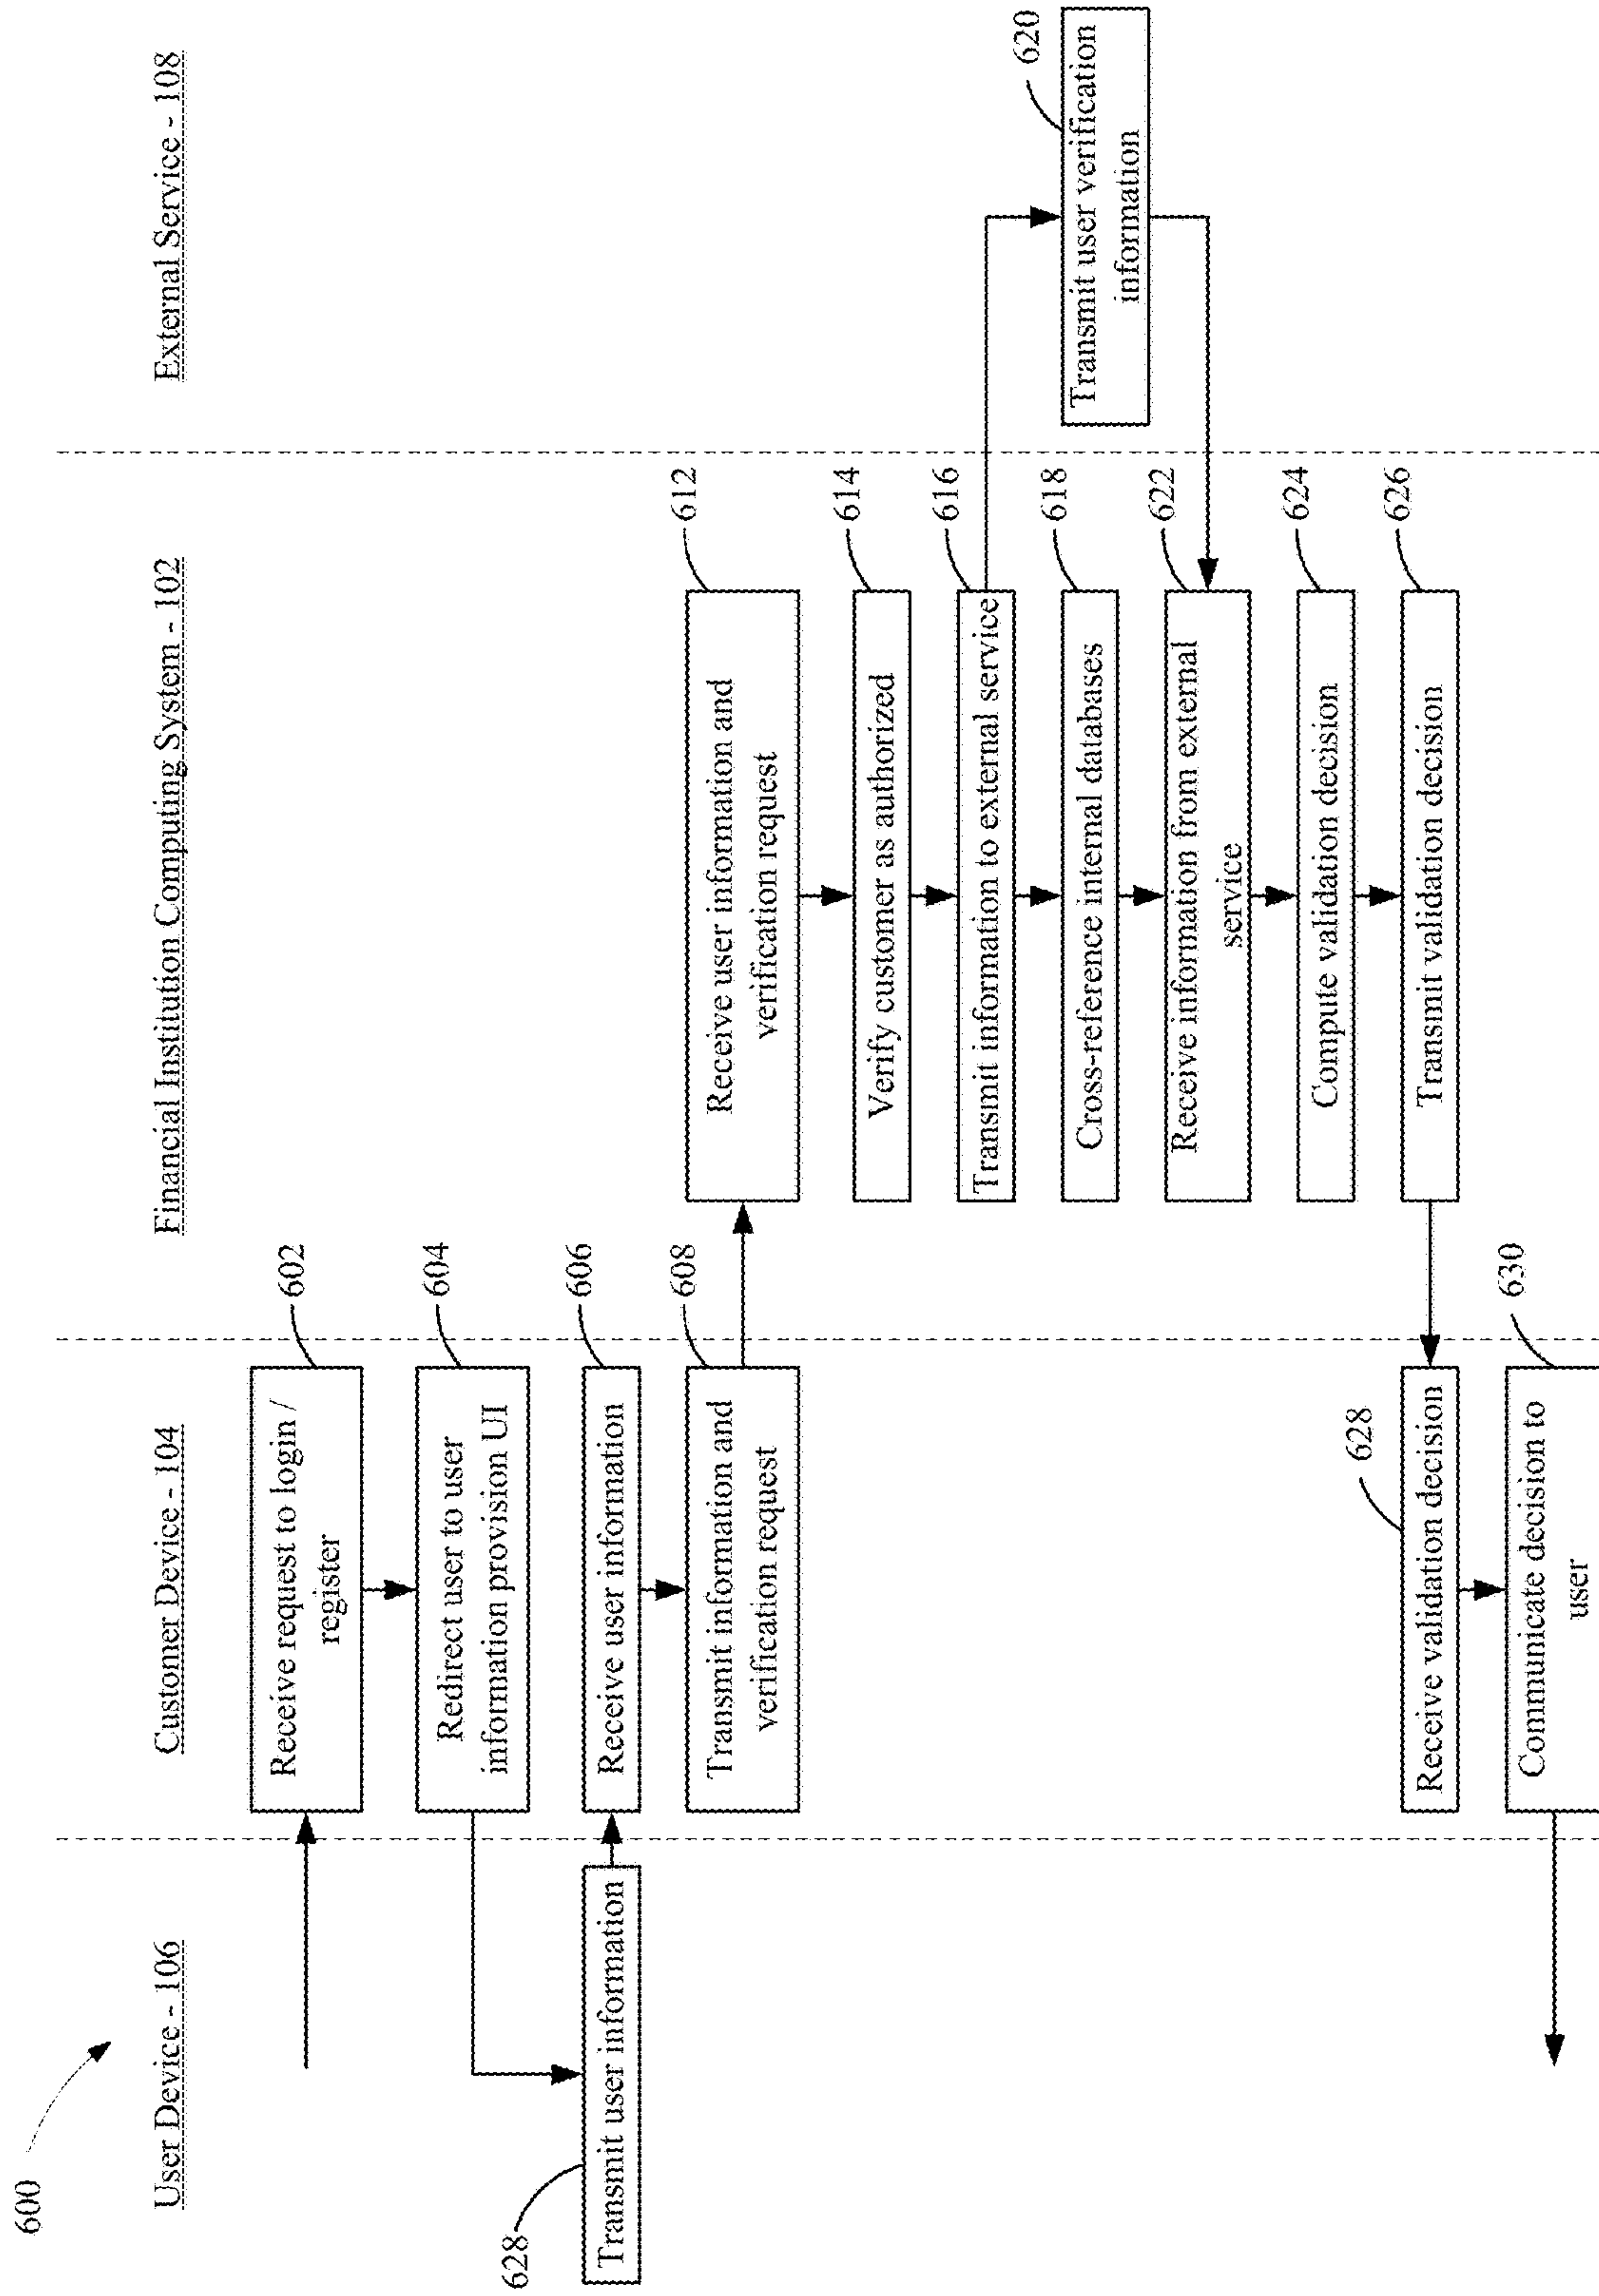 600
User Device - 106
Customer Device - 104
Financial Institution Computing System - 102
External Service - 108
Receive request to login /
register
602
Redirect user to user
information provision UI
604
628
Transmit user information
Receive user information
606
Transmit information and
verification request
608
Receive user information and
verification request
612
Verify customer as authorized
614
Transmit information to external service
616
Cross-reference internal databases
618
Transmit user verification
information
620
Receive information from external
service
622
Compute validation decision
624
Transmit validation decision
626
Receive validation decision
628
Communicate decision to
user
630